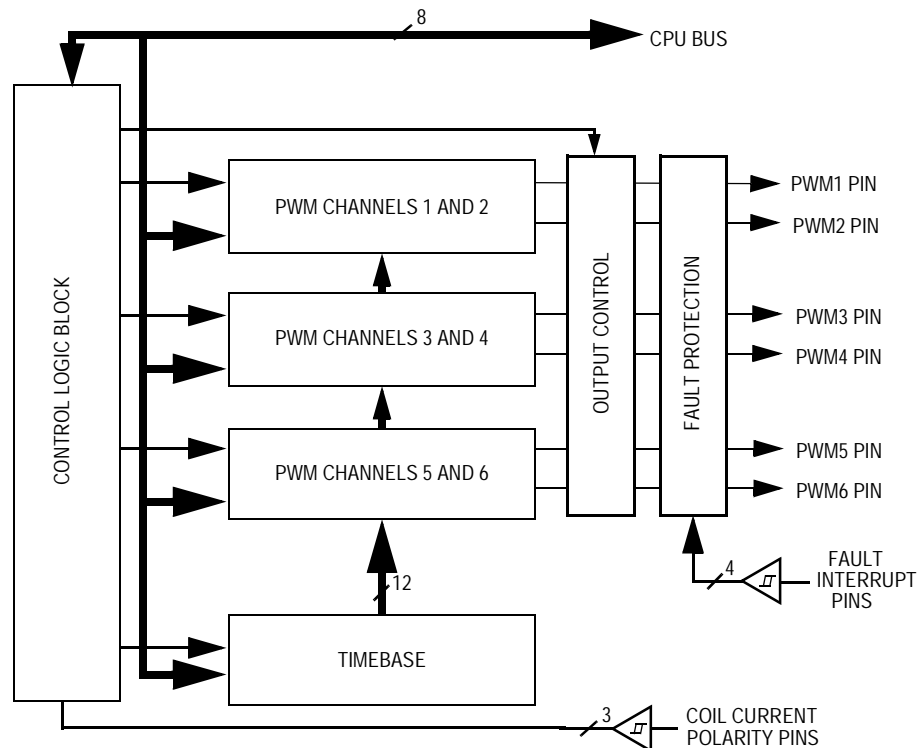 8
CPU BUS
CONTROL LOGIC BLOCK
PWM CHANNELS 1 AND 2
PWM CHANNELS 3 AND 4
PWM CHANNELS 5 AND 6
12
TIMEBASE
OUTPUT CONTROL
FAULT PROTECTION
PWM1 PIN
PWM2 PIN
PWM3 PIN
PWM4 PIN
PWM5 PIN
PWM6 PIN
4
FAULT
INTERRUPT
PINS
3
COIL CURRENT
POLARITY PINS